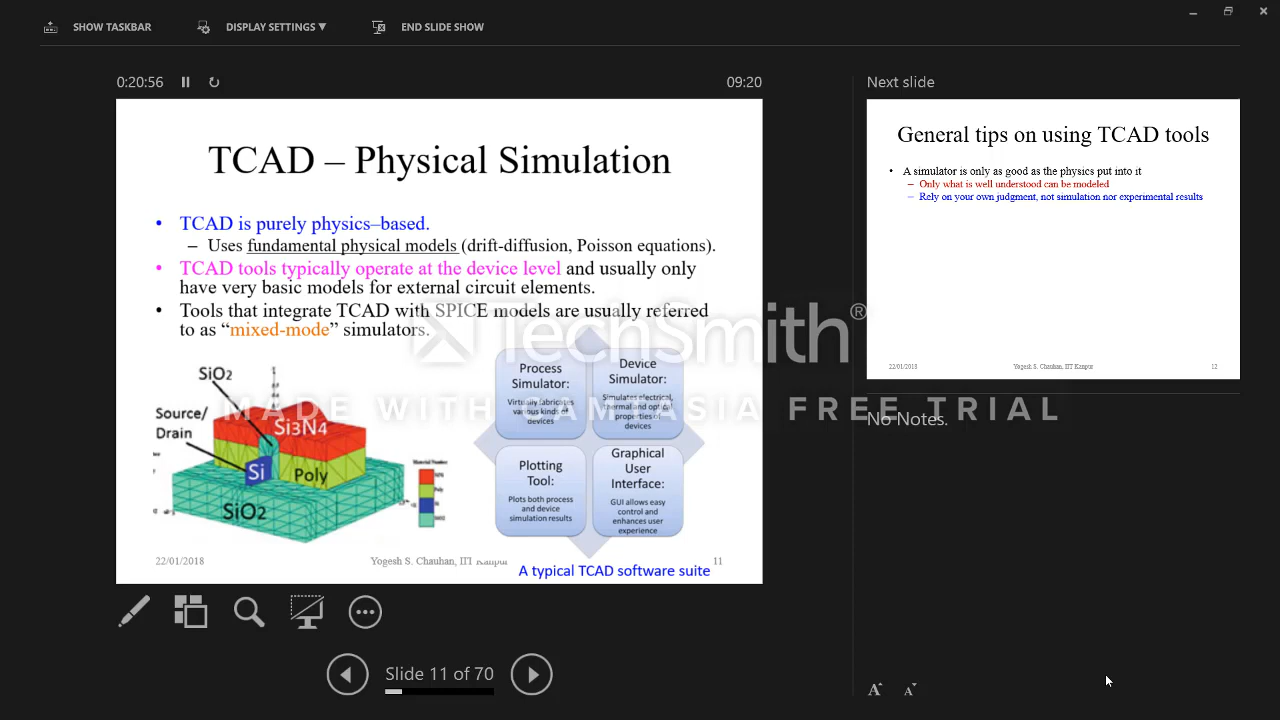 SHOW TASKBAR
DISPLAY SETTINGS ▼
END SLIDE SHOW
0:20:56
09:20
TCAD – Physical Simulation
• TCAD is purely physics–based.
– Uses fundamental physical models (drift-diffusion, Poisson equations).
• TCAD tools typically operate at the device level and usually only
have very basic models for external circuit elements.
• Tools that integrate TCAD with SPICE models are usually referred
to as “mixed-mode” simulators.
SiO2
Source/
Drain
Si3N4
Si
Poly
SiO2
Material Number
Process
Simulator:
Virtually fabricates
various kinds of
devices
Device
Simulator:
Simulates electrical,
thermal and optical
properties of
devices
Plotting
Tool:
Plots both process
and device
simulation results
Graphical
User
Interface:
GUI allows easy
control and
enhances user
experience
22/01/2018
Yogesh S. Chauhan, IIT Kanpur
11
A typical TCAD software suite
TechSmith®
MADE WITH CAMTASIA FREE TRIAL
Slide 11 of 70
Next slide
General tips on using TCAD tools
• A simulator is only as good as the physics put into it
– Only what is well understood can be modeled
– Rely on your own judgment, not simulation nor experimental results
22/01/2018
Yogesh S. Chauhan, IIT Kanpur
12
No Notes.
A
A